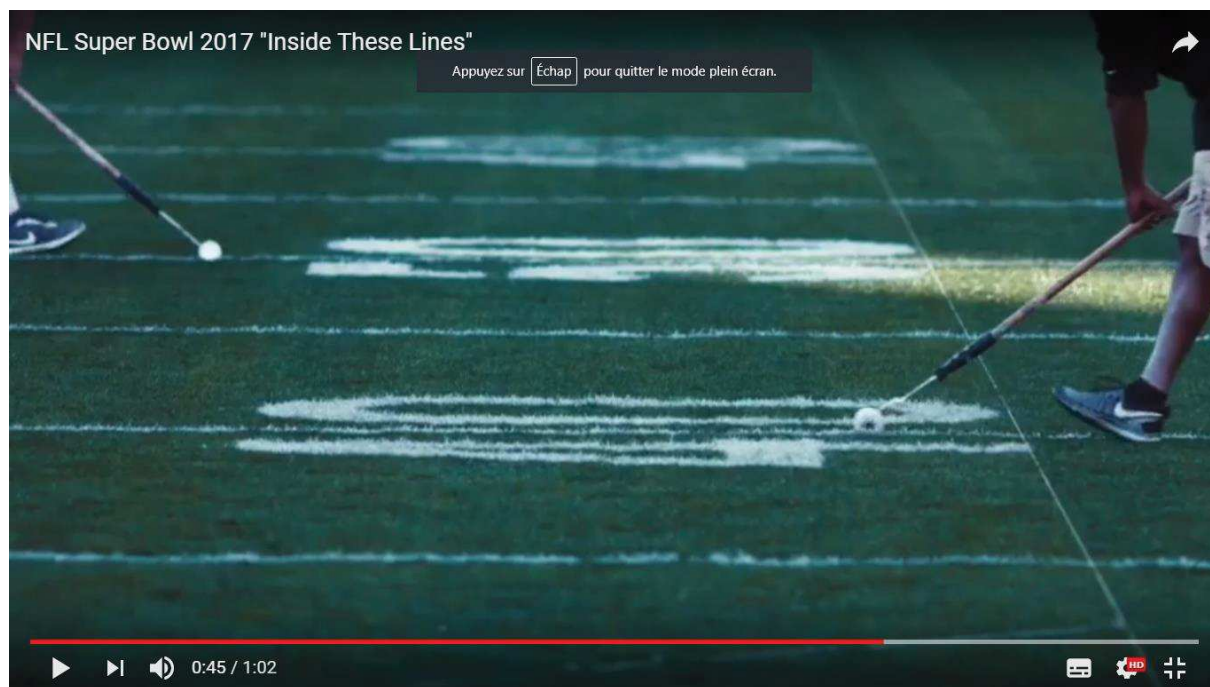 NFL Super Bowl 2017 "Inside These Lines"
Appuyez sur Échap pour quitter le mode plein écran.
0:45 / 1:02
HD